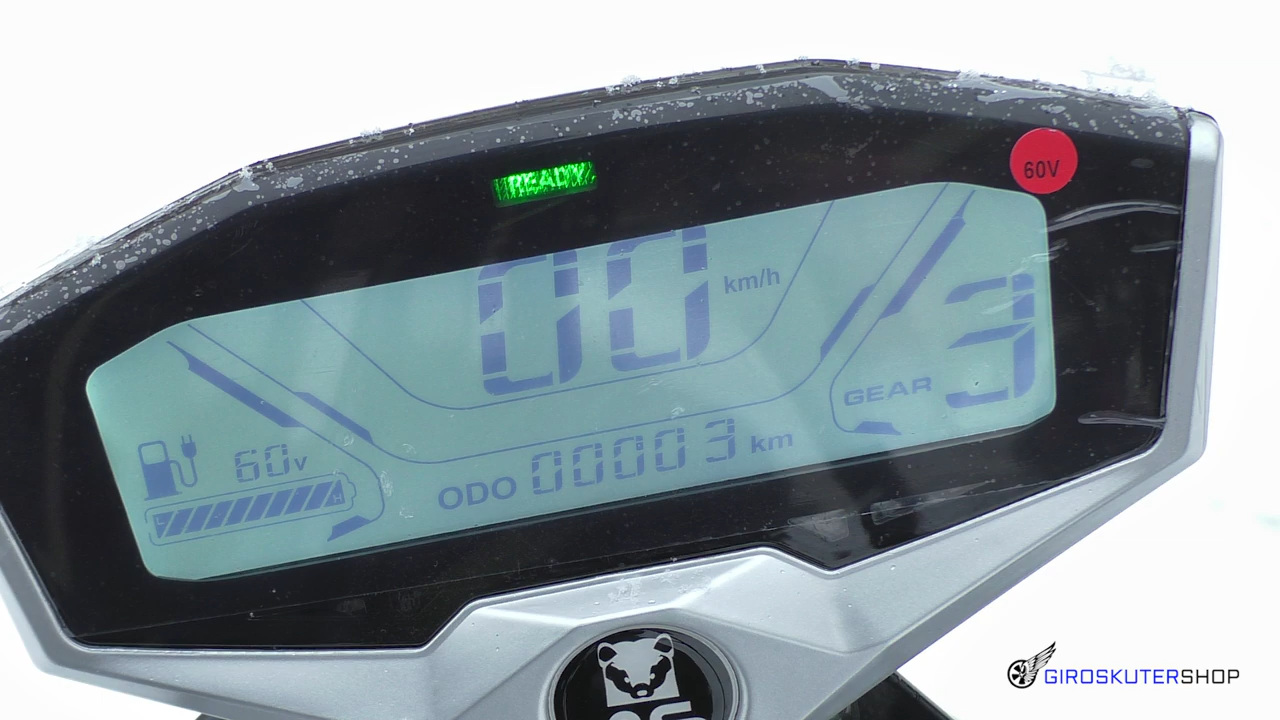 READY
60V
00 km/h
3
GEAR
60v
ODO 00003 km
GIROSKUTERSHOP